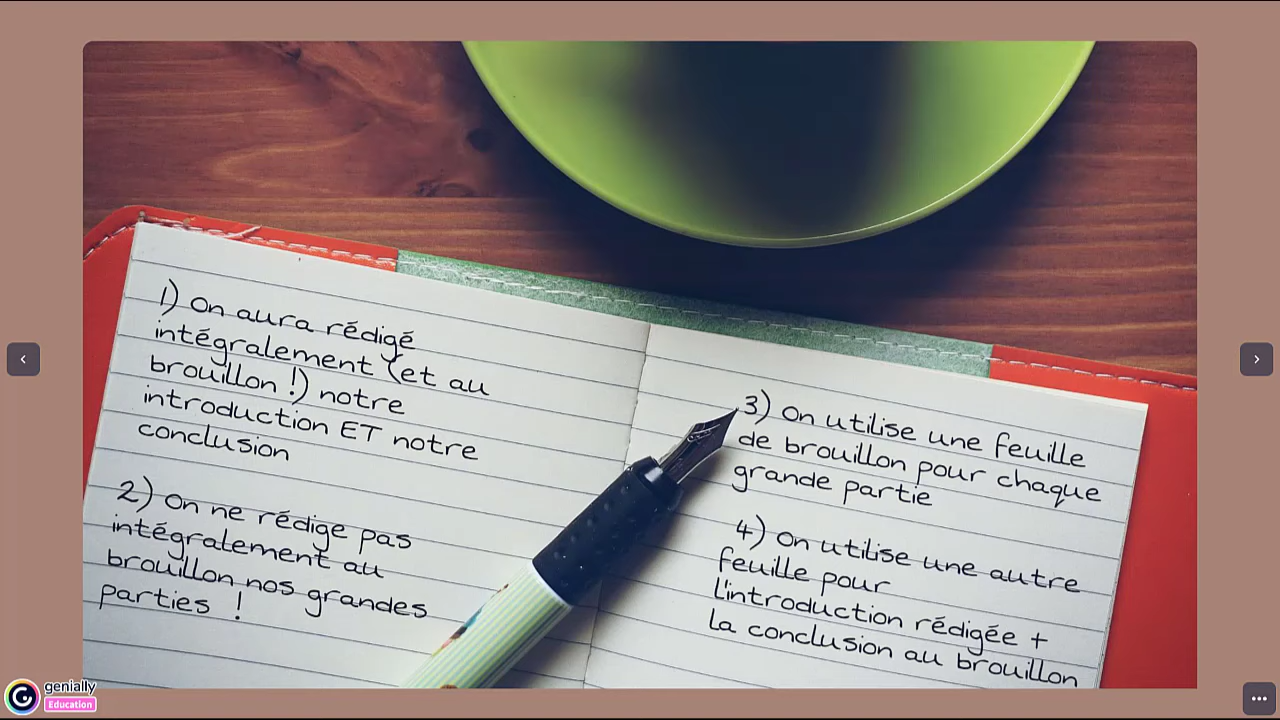 1) On aura rédigé
intégralement (et au
brouillon !) notre
introduction ET notre
conclusion
2) On ne rédige pas
intégralement au
brouillon nos grandes
parties !
3) On utilise une feuille
de brouillon pour chaque
grande partie
4) On utilise une autre
feuille pour
l'introduction rédigée +
la conclusion au brouillon
genially
Education